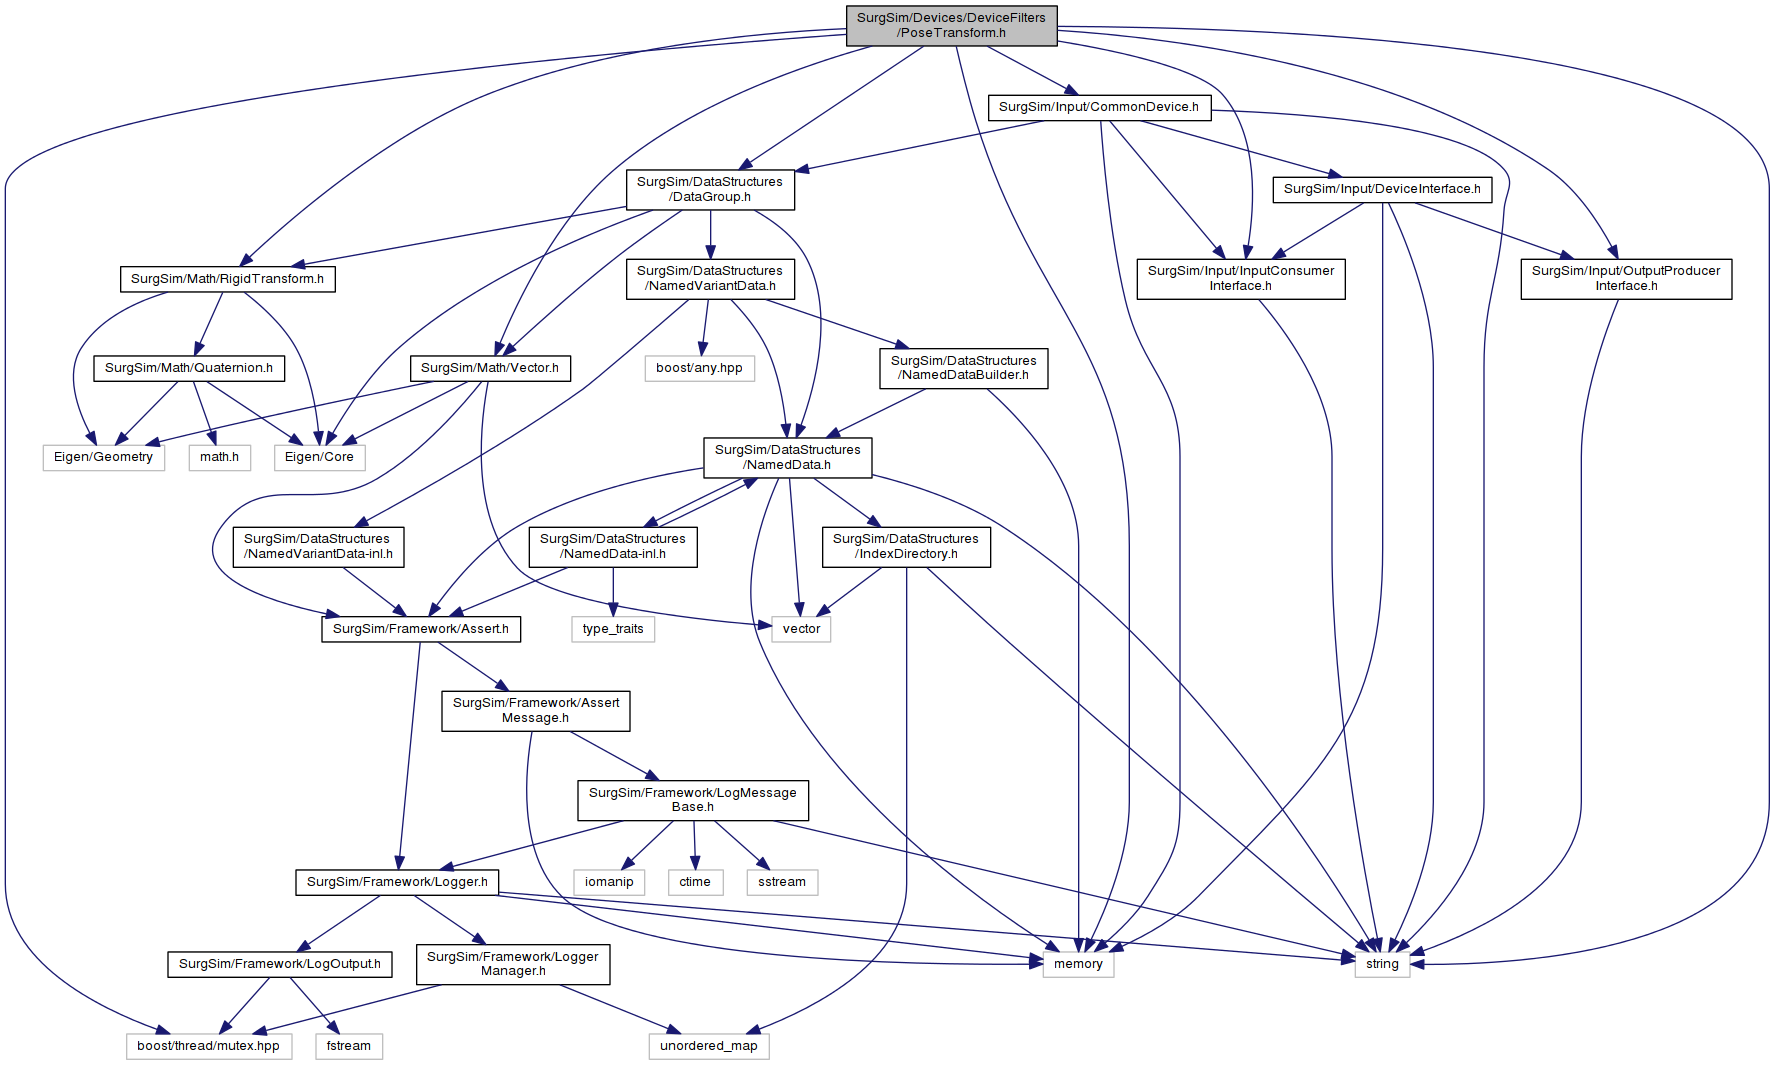 SurgSim/Devices/DeviceFilters
/PoseTransform.h
SurgSim/Input/CommonDevice.h
SurgSim/DataStructures
/DataGroup.h
SurgSim/Input/DeviceInterface.h
SurgSim/Math/RigidTransform.h
SurgSim/DataStructures
/NamedVariantData.h
SurgSim/Input/InputConsumer
Interface.h
SurgSim/Input/OutputProducer
Interface.h
SurgSim/Math/Quaternion.h
SurgSim/Math/Vector.h
boost/any.hpp
SurgSim/DataStructures
/NamedDataBuilder.h
Eigen/Geometry
math.h
Eigen/Core
SurgSim/DataStructures
/NamedData.h
SurgSim/DataStructures
/NamedVariantData-inl.h
SurgSim/DataStructures
/NamedData-inl.h
SurgSim/DataStructures
/IndexDirectory.h
SurgSim/Framework/Assert.h
type_traits
vector
SurgSim/Framework/Assert
Message.h
SurgSim/Framework/LogMessage
Base.h
SurgSim/Framework/Logger.h
iomanip
ctime
sstream
SurgSim/Framework/LogOutput.h
SurgSim/Framework/Logger
Manager.h
memory
string
boost/thread/mutex.hpp
fstream
unordered_map